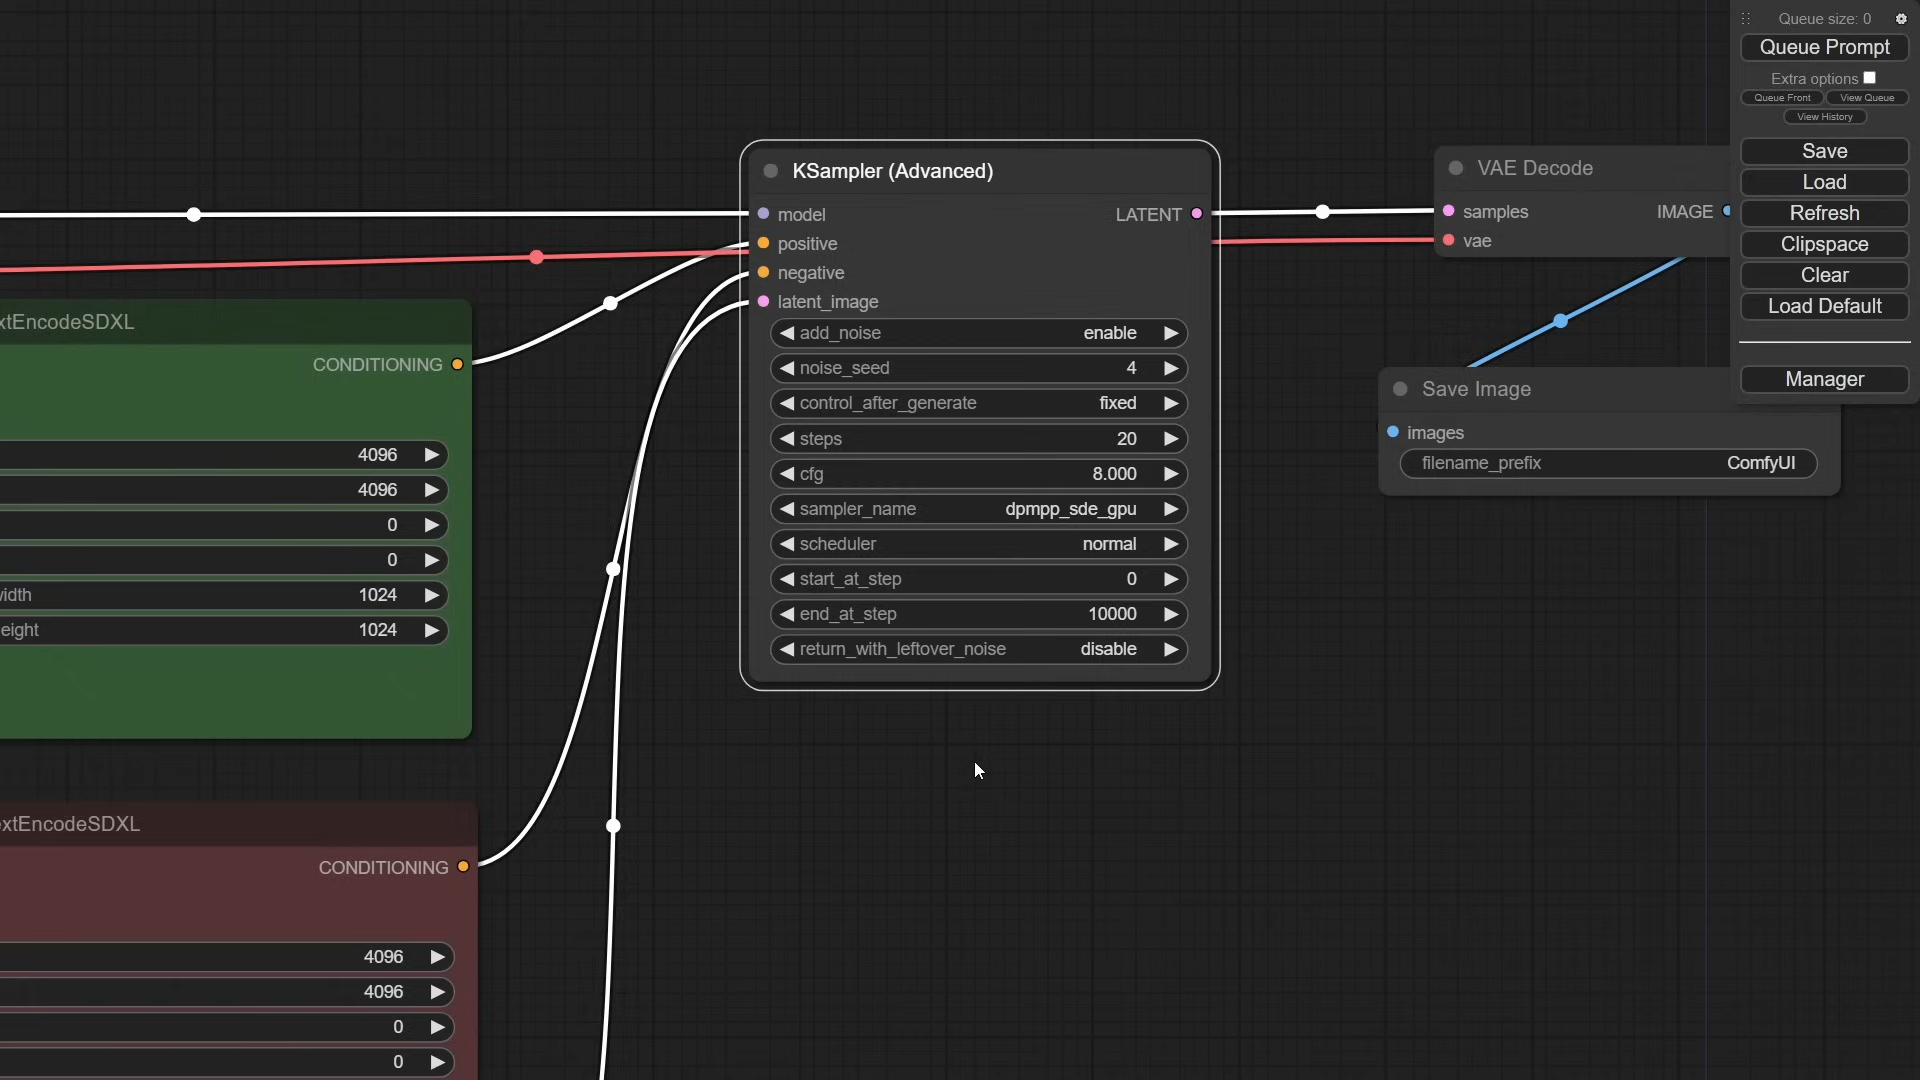 Queue size: 0
Queue Prompt
Extra options
Queue Front
View Queue
View History
Save
Load
Refresh
Clipspace
Clear
Load Default
Manager
KSampler (Advanced)
model
LATENT
positive
negative
latent_image
add_noise enable
noise_seed 4
control_after_generate fixed
steps 20
cfg 8.000
sampler_name dpmpp_sde_gpu
scheduler normal
start_at_step 0
end_at_step 10000
return_with_leftover_noise disable
VAE Decode
samples
IMAGE
vae
Save Image
images
filename_prefix ComfyUI
xtEncodeSDXL
CONDITIONING
4096
4096
0
0
idth 1024
eight 1024
xtEncodeSDXL
CONDITIONING
4096
4096
0
0